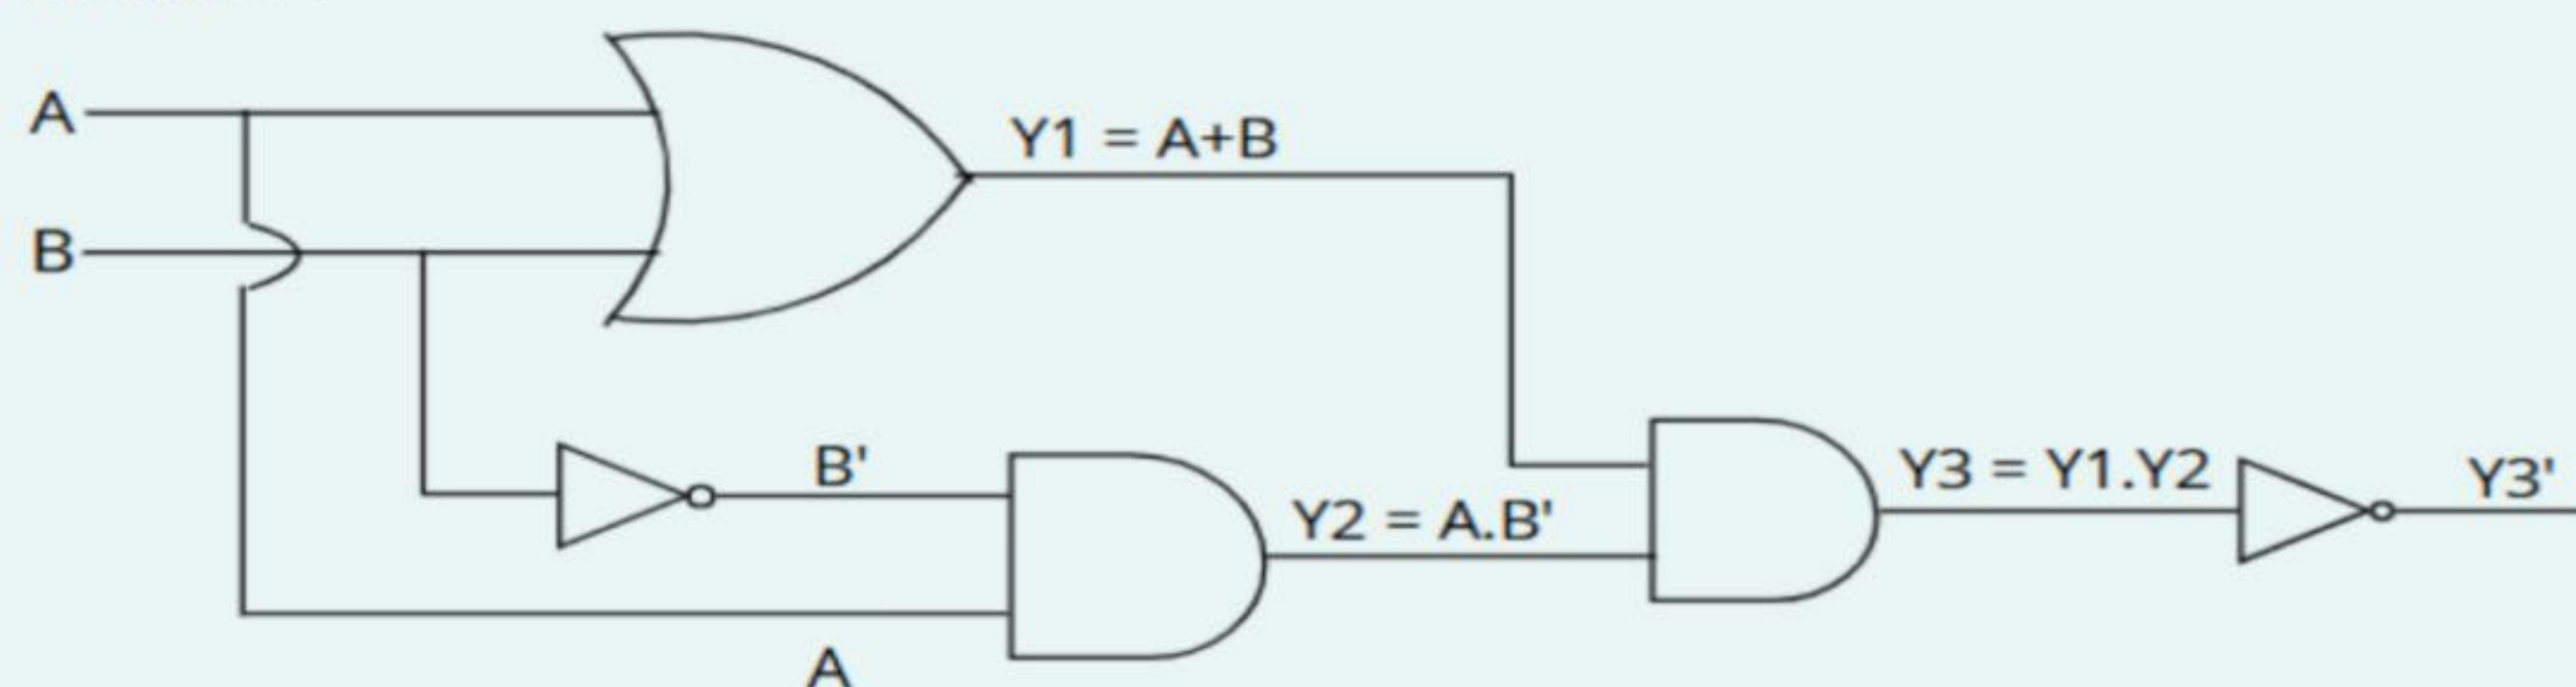 A
Y1 = A+B
B
B'
Y2 = A.B'
Y3 = Y1.Y2
Y3'
A